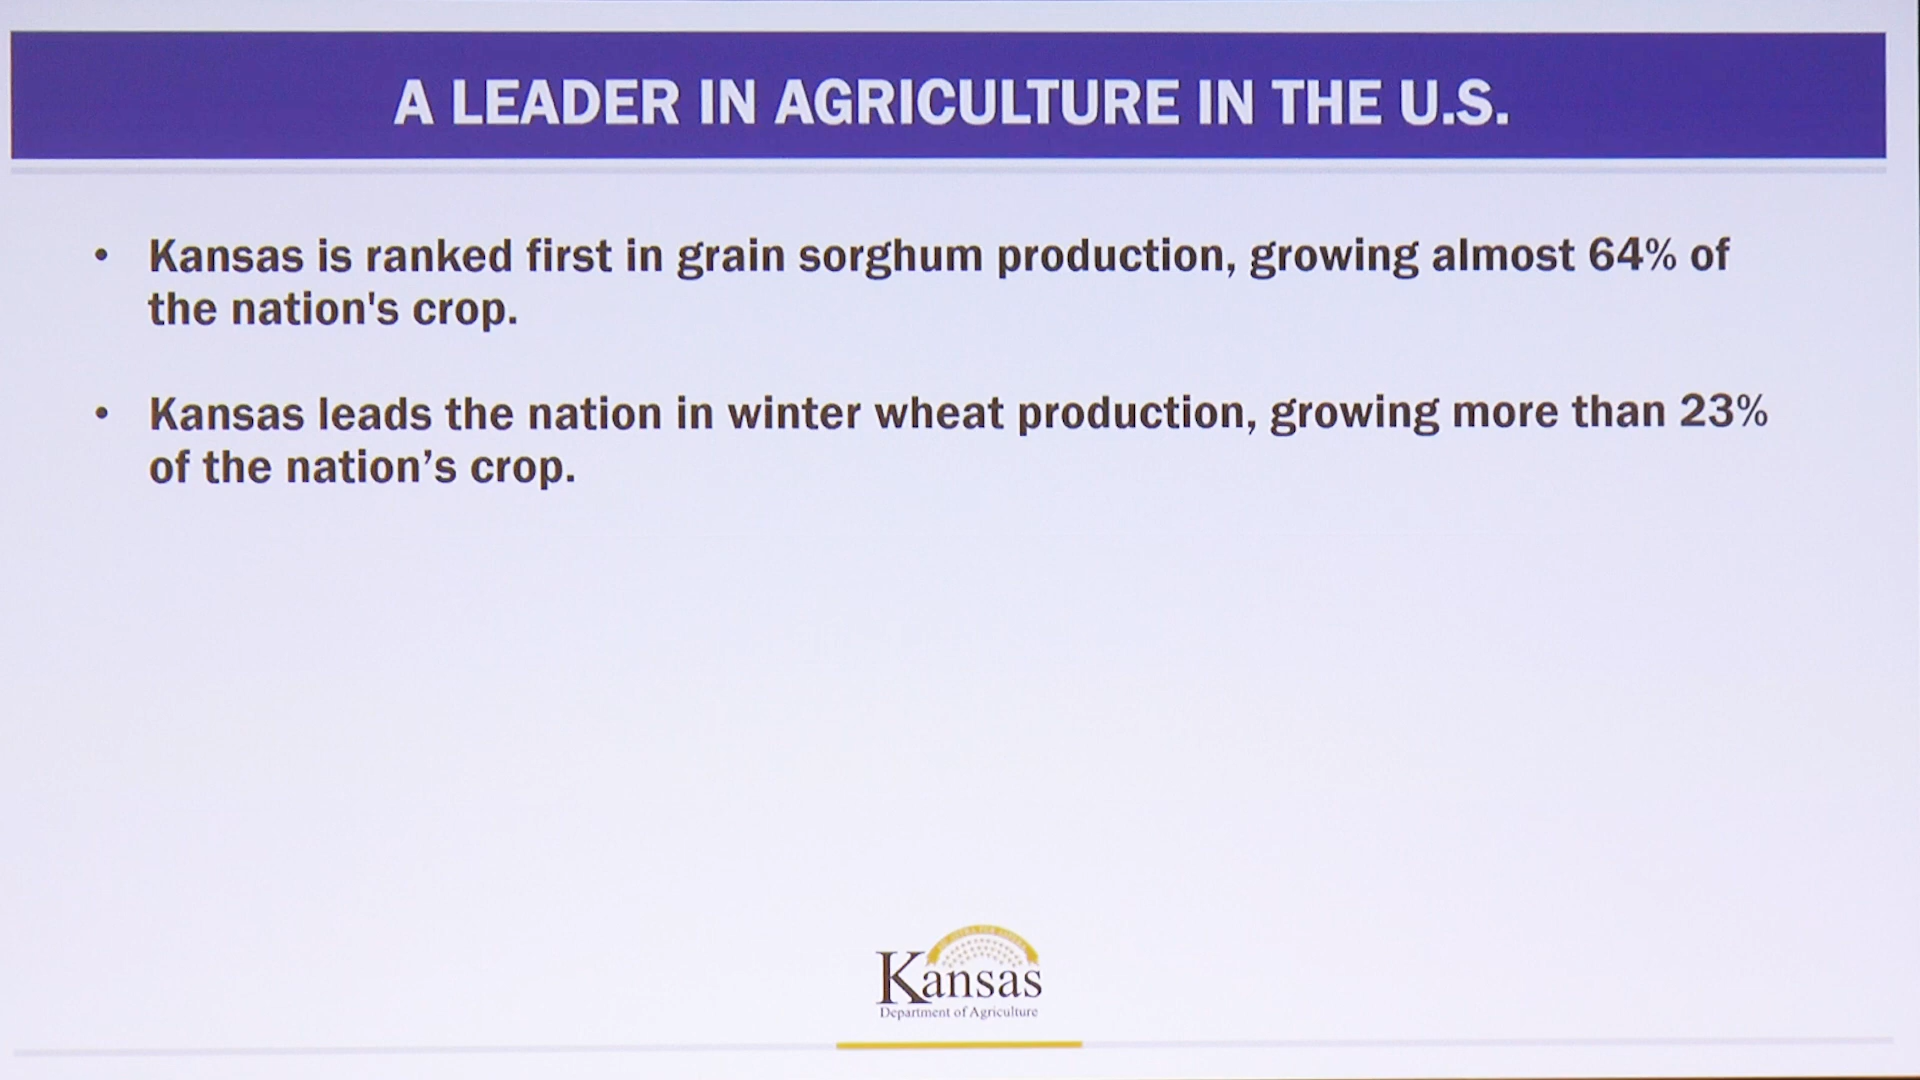 A LEADER IN AGRICULTURE IN THE U.S.
• Kansas is ranked first in grain sorghum production, growing almost 64% of
the nation's crop.
• Kansas leads the nation in winter wheat production, growing more than 23%
of the nation’s crop.
Kansas
Department of Agriculture